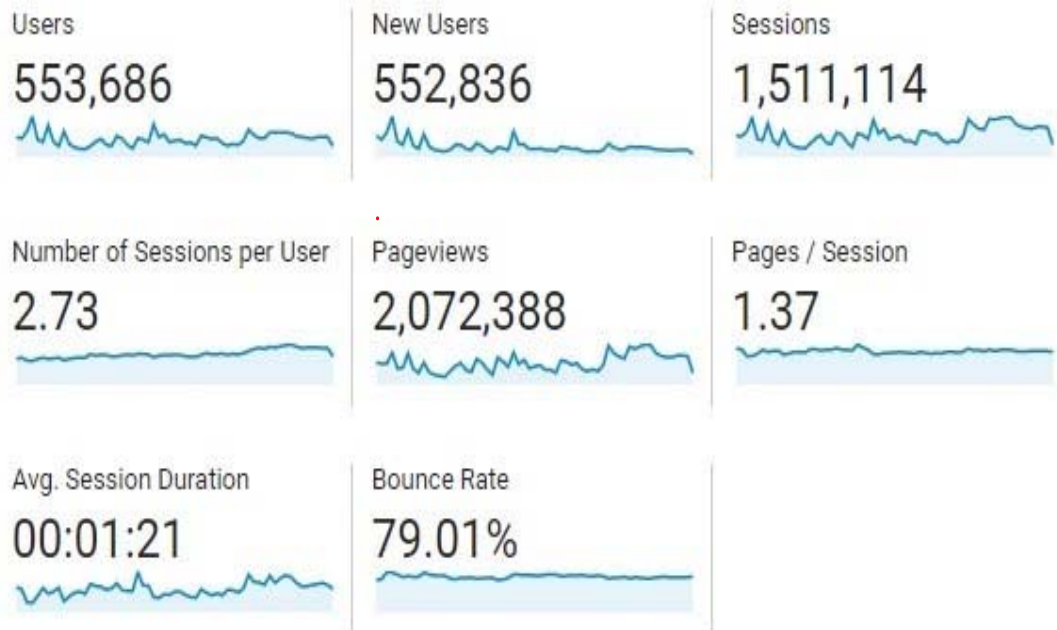 Users
New Users
Sessions
553,686
552,836
1,511,114
Number of Sessions per User
Pageviews
Pages / Session
2.73
2,072,388
1.37
Avg. Session Duration
Bounce Rate
00:01:21
79.01%